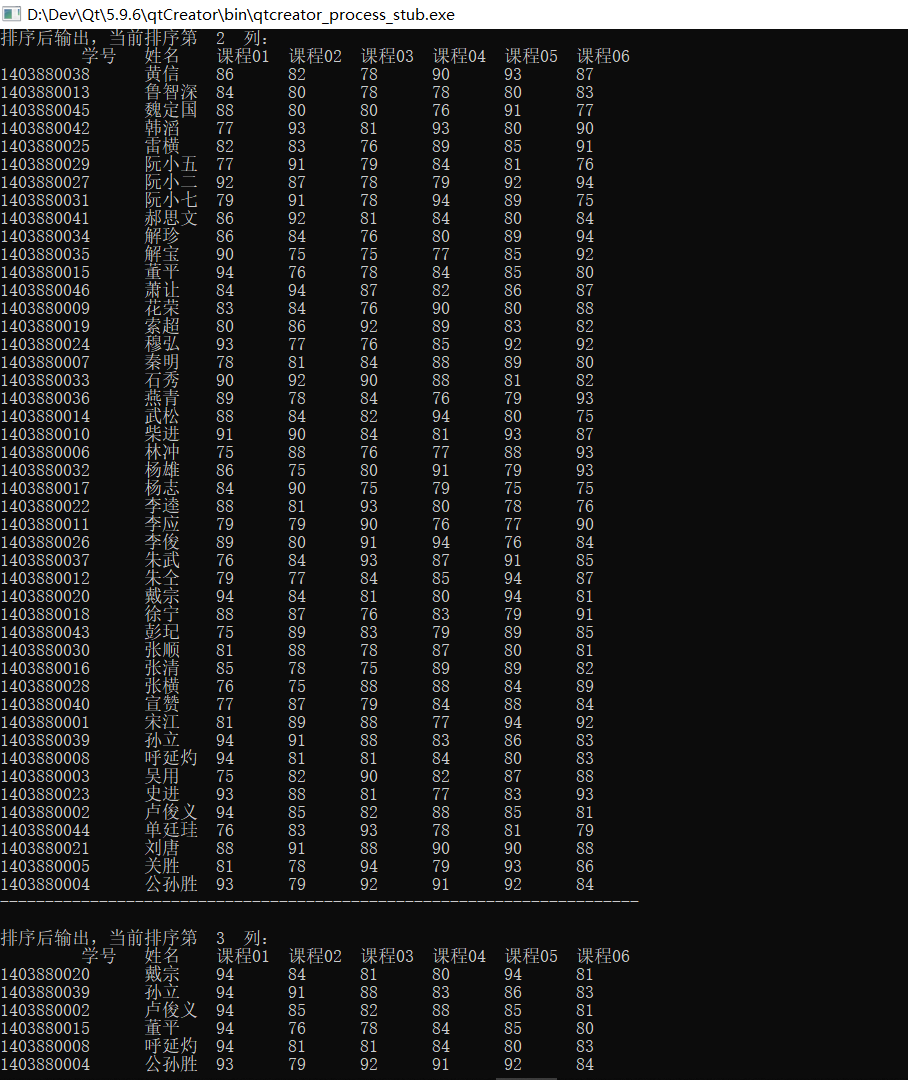 D:\Dev\Qt\5.9.6\qtCreator\bin\qtcreator_process_stub.exe
排序后输出，当前排序第  2  列：
学号 姓名 课程01 课程02 课程03 课程04 课程05 课程06
1403880038 黄信 86 82 78 90 93 87
1403880013 鲁智深 84 80 78 78 80 83
1403880045 魏定国 88 80 80 76 91 77
1403880042 韩滔 77 93 81 93 80 90
1403880025 雷横 82 83 76 89 85 91
1403880029 阮小五 77 91 79 84 81 76
1403880027 阮小二 92 87 78 79 92 94
1403880031 阮小七 79 91 78 94 89 75
1403880041 郝思文 86 92 81 84 80 84
1403880034 解珍 86 84 76 80 89 94
1403880035 解宝 90 75 75 77 85 92
1403880015 董平 94 76 78 84 85 80
1403880046 萧让 84 94 87 82 86 87
1403880009 花荣 83 84 76 90 80 88
1403880019 索超 80 86 92 89 83 82
1403880024 穆弘 93 77 76 85 92 92
1403880007 秦明 78 81 84 88 89 80
1403880033 石秀 90 92 90 88 81 82
1403880036 燕青 89 78 84 76 79 93
1403880014 武松 88 84 82 94 80 75
1403880010 柴进 91 90 84 81 93 87
1403880006 林冲 75 88 76 77 88 93
1403880032 杨雄 86 75 80 91 79 93
1403880017 杨志 84 90 75 79 75 75
1403880022 李逵 88 81 93 80 78 76
1403880011 李应 79 79 90 76 77 90
1403880026 李俊 89 80 91 94 76 84
1403880037 朱武 76 84 93 87 91 85
1403880012 朱仝 79 77 84 85 94 87
1403880020 戴宗 94 84 81 80 94 81
1403880018 徐宁 88 87 76 83 79 91
1403880043 彭玘 75 89 83 79 89 85
1403880030 张顺 81 88 78 87 80 81
1403880016 张清 85 78 75 89 89 82
1403880028 张横 76 75 88 88 84 89
1403880040 宣赞 77 87 79 84 88 84
1403880001 宋江 81 89 88 77 94 92
1403880039 孙立 94 91 88 83 86 83
1403880008 呼延灼 94 81 81 84 80 83
1403880003 吴用 75 82 90 82 87 88
1403880023 史进 93 88 81 77 83 93
1403880002 卢俊义 94 85 82 88 85 81
1403880044 单廷珪 76 83 93 78 81 79
1403880021 刘唐 88 91 88 90 90 88
1403880005 关胜 81 78 94 79 93 86
1403880004 公孙胜 93 79 92 91 92 84
-----------------------------------------------------------------------
排序后输出，当前排序第  3  列：
学号 姓名 课程01 课程02 课程03 课程04 课程05 课程06
1403880020 戴宗 94 84 81 80 94 81
1403880039 孙立 94 91 88 83 86 83
1403880002 卢俊义 94 85 82 88 85 81
1403880015 董平 94 76 78 84 85 80
1403880008 呼延灼 94 81 81 84 80 83
1403880004 公孙胜 93 79 92 91 92 84